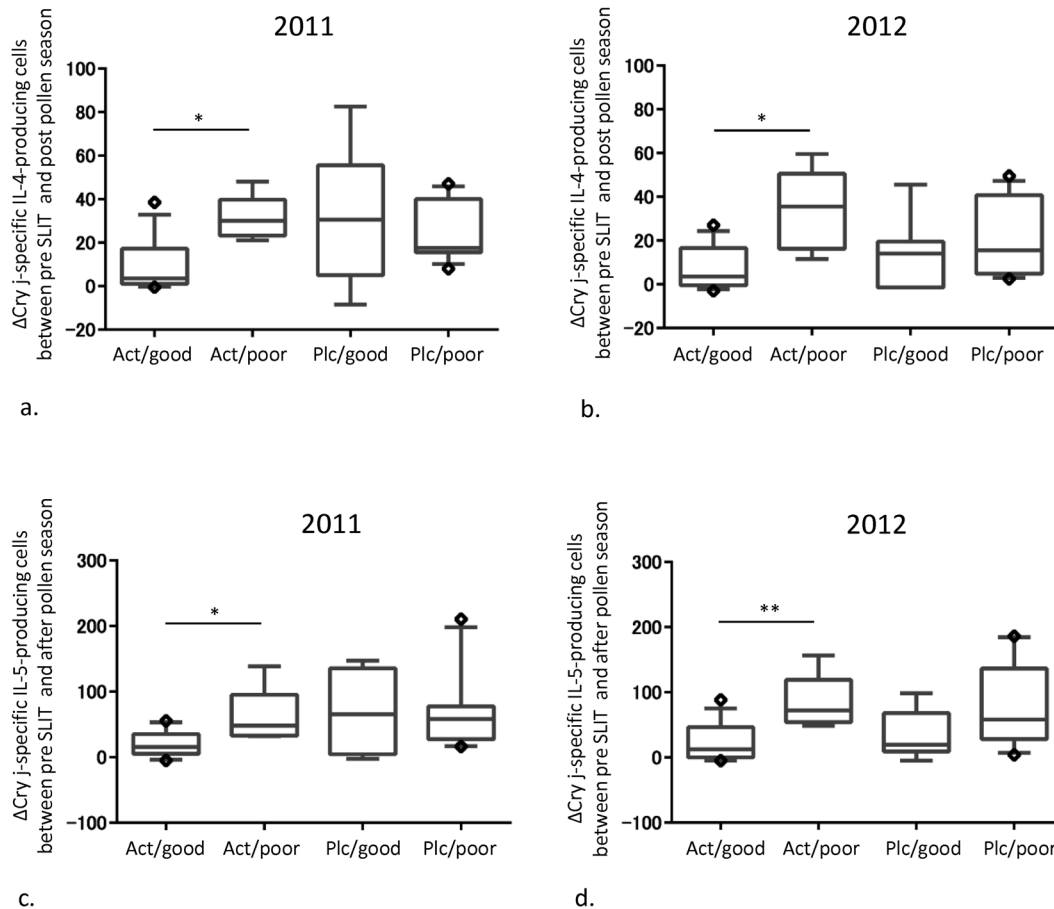 2011
ΔCry j-specific IL-4-producing cells
between pre SLIT and post pollen season
100
80
60
40
20
0
−20
*
Act/good Act/poor Plc/good Plc/poor
a.
2012
ΔCry j-specific IL-4-producing cells
between pre SLIT and post pollen season
100
80
60
40
20
0
−20
*
Act/good Act/poor Plc/good Plc/poor
b.
2011
ΔCry j-specific IL-5-producing cells
between pre SLIT and after pollen season
300
200
100
0
−100
*
Act/good Act/poor Plc/good Plc/poor
c.
2012
ΔCry j-specific IL-5-producing cells
between pre SLIT and after pollen season
300
200
100
0
−100
**
Act/good Act/poor Plc/good Plc/poor
d.